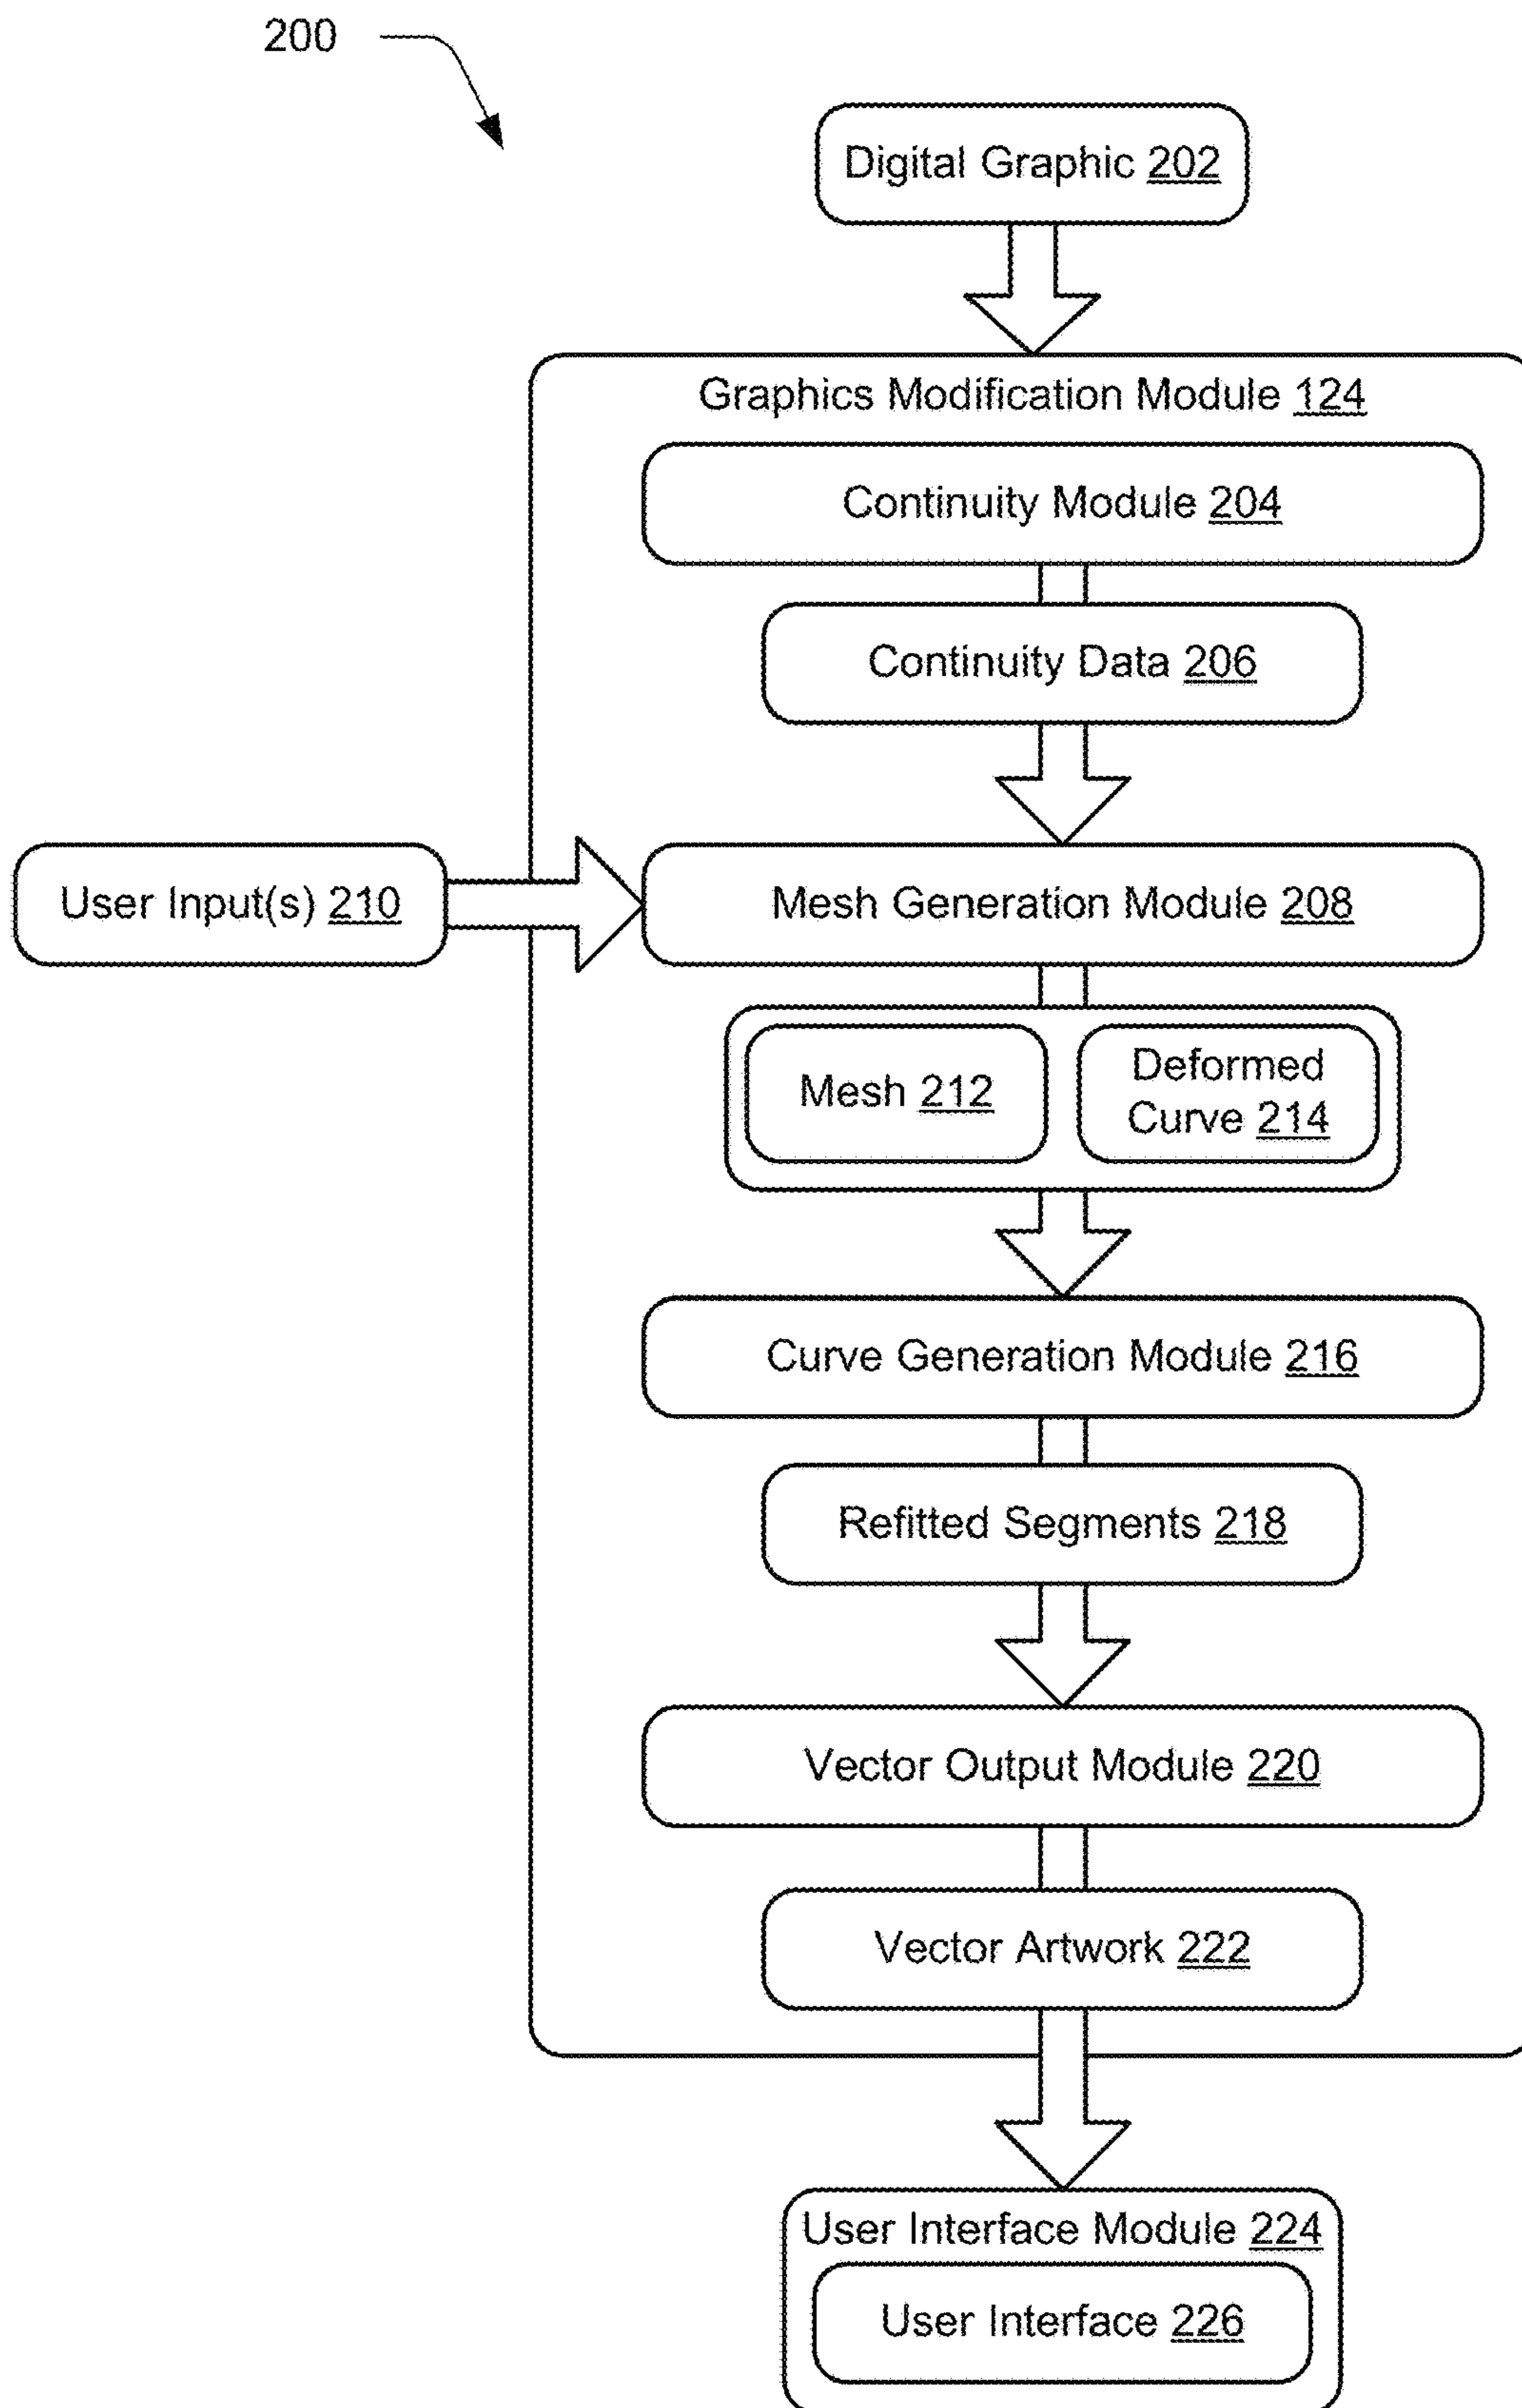 200
Digital Graphic 202
Graphics Modification Module 124
Continuity Module 204
Continuity Data 206
User Input(s) 210
Mesh Generation Module 208
Mesh 212
Deformed
Curve 214
Curve Generation Module 216
Refitted Segments 218
Vector Output Module 220
Vector Artwork 222
User Interface Module 224
User Interface 226